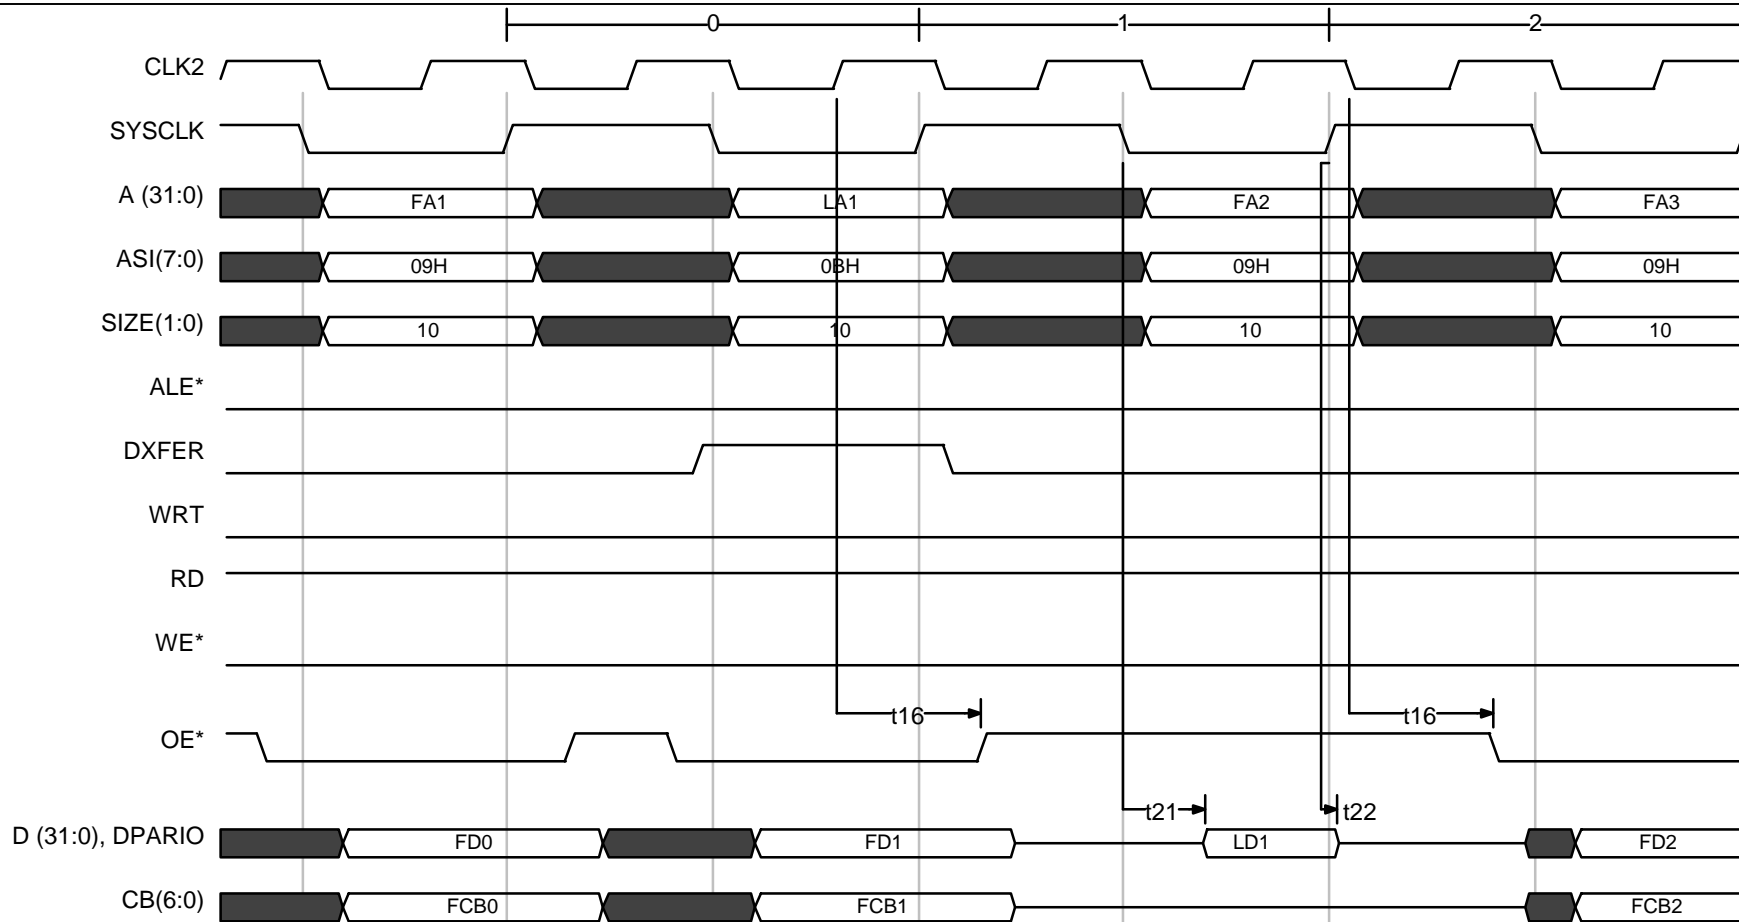 0 1 2
CLK2
SYSCLK
A (31:0) FA1 LA1 FA2 FA3
ASI(7:0) 09H 0BH 09H 09H
SIZE(1:0) 10 10 10 10
ALE*
DXFER
WRT
RD
WE*
t16 t16
OE*
t21 t22
D (31:0), DPARIO FD0 FD1 LD1 FD2
CB(6:0) FCB0 FCB1 FCB2